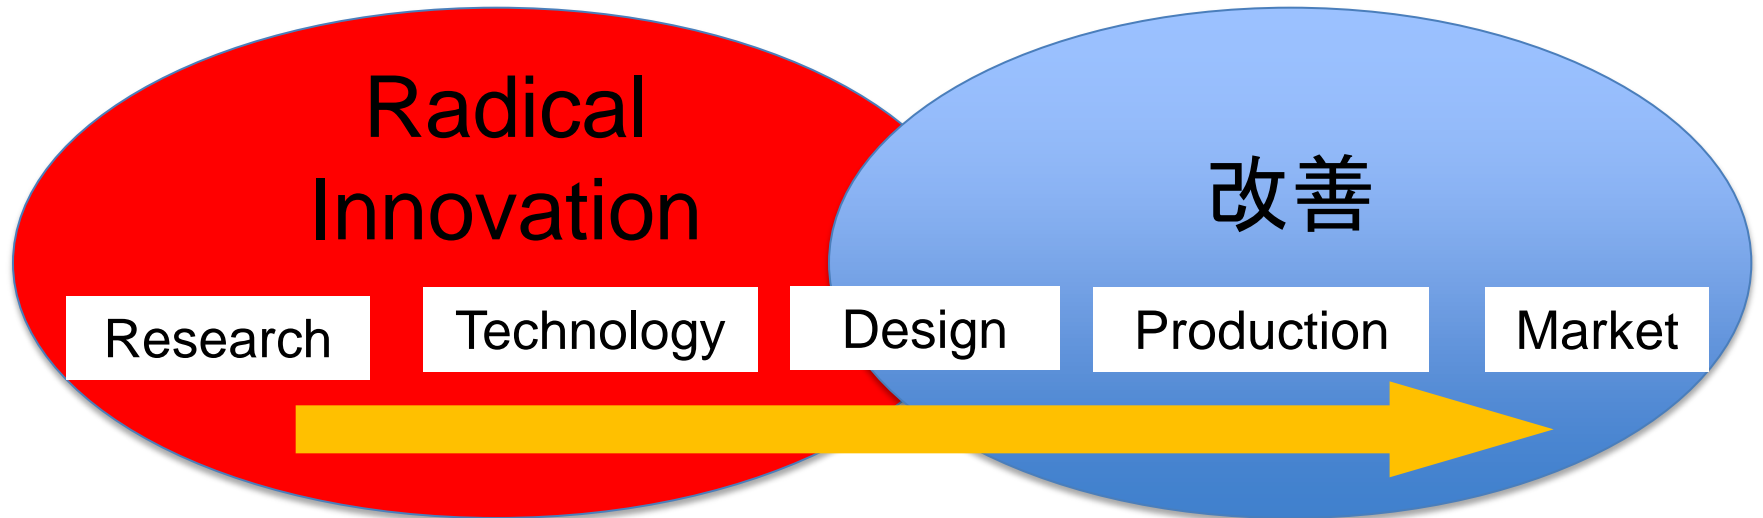 Radical
Innovation
改善
Research
Technology
Design
Production
Market